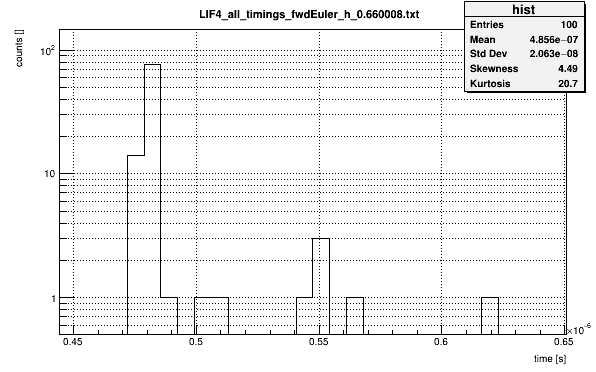 LIF4_all_timings_fwdEuler_h_0.660008.txt
hist
Entries 100
Mean 4.856e−07
Std Dev 2.063e−08
Skewness 4.49
Kurtosis 20.7
counts []
10²
10
1
0.45 0.5 0.55 0.6 0.65
×10⁻⁶
time [s]